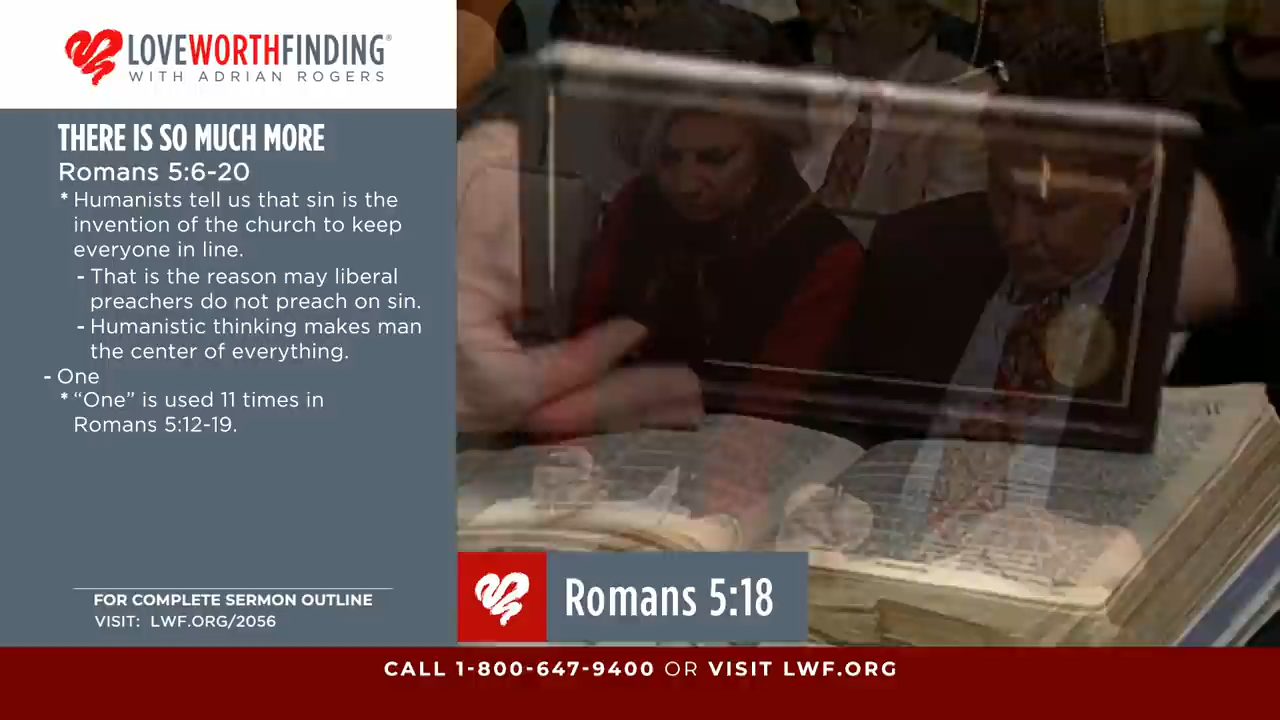 LOVEWORTHFINDING®
WITH ADRIAN ROGERS
THERE IS SO MUCH MORE
Romans 5:6-20
* Humanists tell us that sin is the
invention of the church to keep
everyone in line.
- That is the reason may liberal
preachers do not preach on sin.
- Humanistic thinking makes man
the center of everything.
- One
* “One” is used 11 times in
Romans 5:12-19.
FOR COMPLETE SERMON OUTLINE
VISIT: LWF.ORG/2056
Romans 5:18
CALL 1-800-647-9400 OR VISIT LWF.ORG